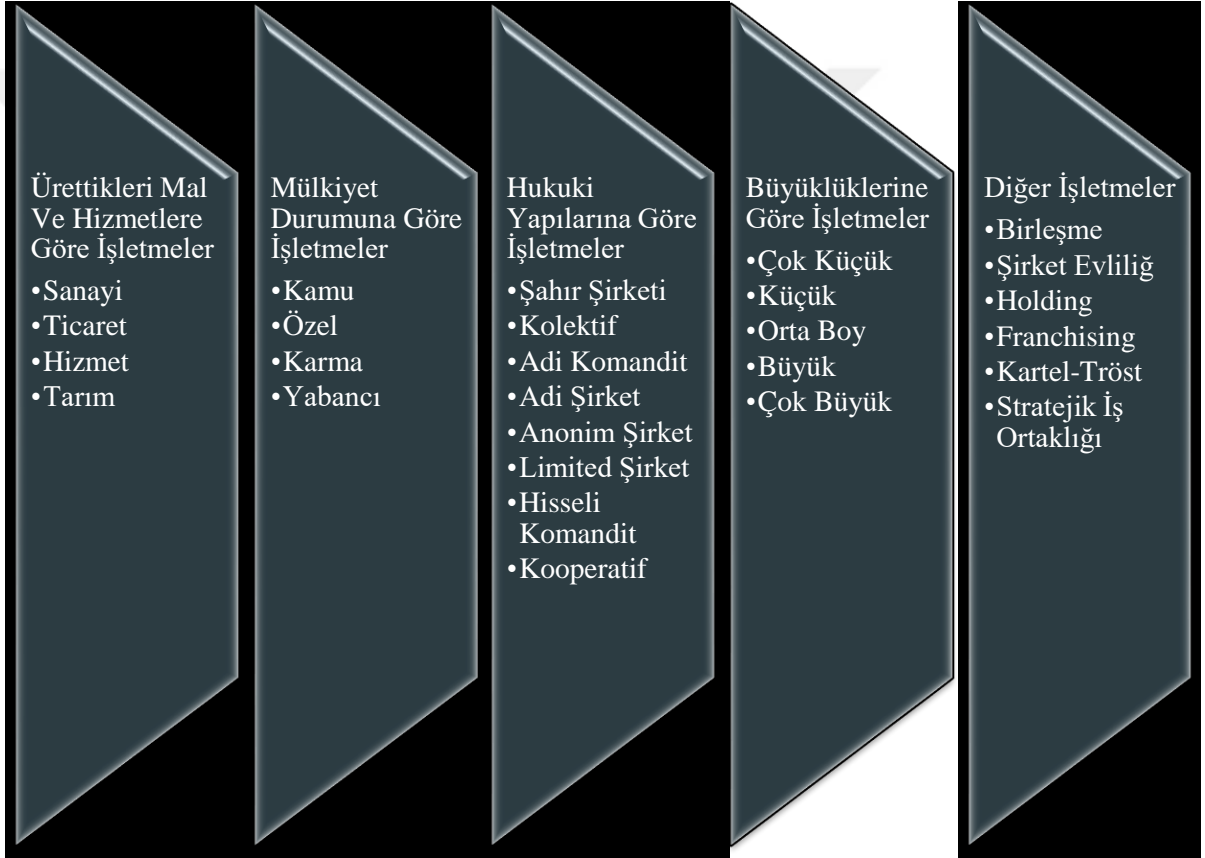 Ürettikleri Mal
Ve Hizmetlere
Göre İşletmeler
•Sanayi
•Ticaret
•Hizmet
•Tarım
Mülkiyet
Durumuna Göre
İşletmeler
•Kamu
•Özel
•Karma
•Yabancı
Hukuki
Yapılarına Göre
İşletmeler
•Şahır Şirketi
•Kolektif
•Adi Komandit
•Adi Şirket
•Anonim Şirket
•Limited Şirket
•Hisseli
Komandit
•Kooperatif
Büyüklüklerine
Göre İşletmeler
•Çok Küçük
•Küçük
•Orta Boy
•Büyük
•Çok Büyük
Diğer İşletmeler
•Birleşme
•Şirket Evliliğ
•Holding
•Franchising
•Kartel-Tröst
•Stratejik İş
Ortaklığı